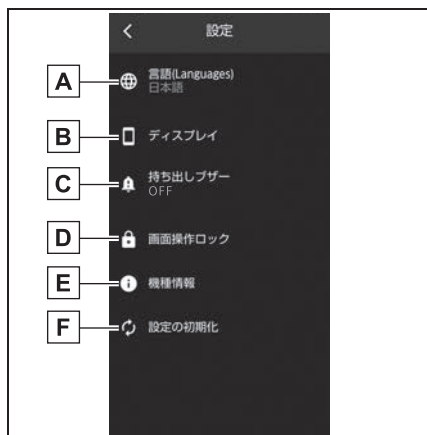 設定
A
言語(Languages)
日本語
B
ディスプレイ
C
持ち出しブザー
OFF
D
画面操作ロック
E
機種情報
F
設定の初期化